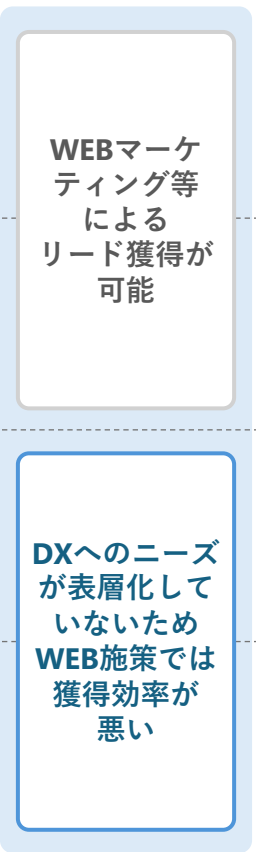 WEBマーケ
ティング等
による
リード獲得が
可能
DXへのニーズ
が表層化して
いないため
WEB施策では
獲得効率が
悪い